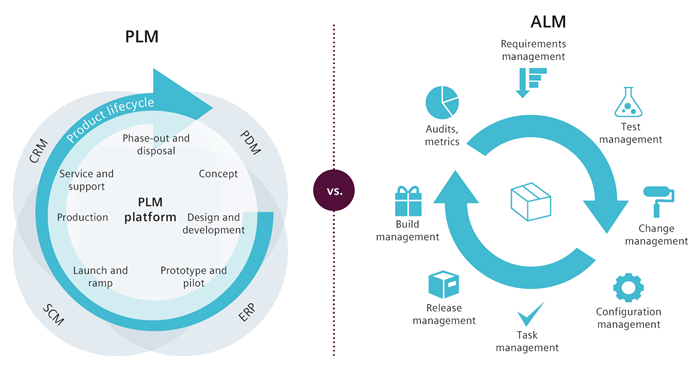 PLM
Product lifecycle
CRM
PDM
SCM
ERP
Phase-out and
disposal
Concept
Design and
development
Prototype and
pilot
Launch and
ramp
Production
Service and
support
PLM
platform
vs.
ALM
Requirements
management
Test
management
Change
management
Configuration
management
Task
management
Release
management
Build
management
Audits,
metrics